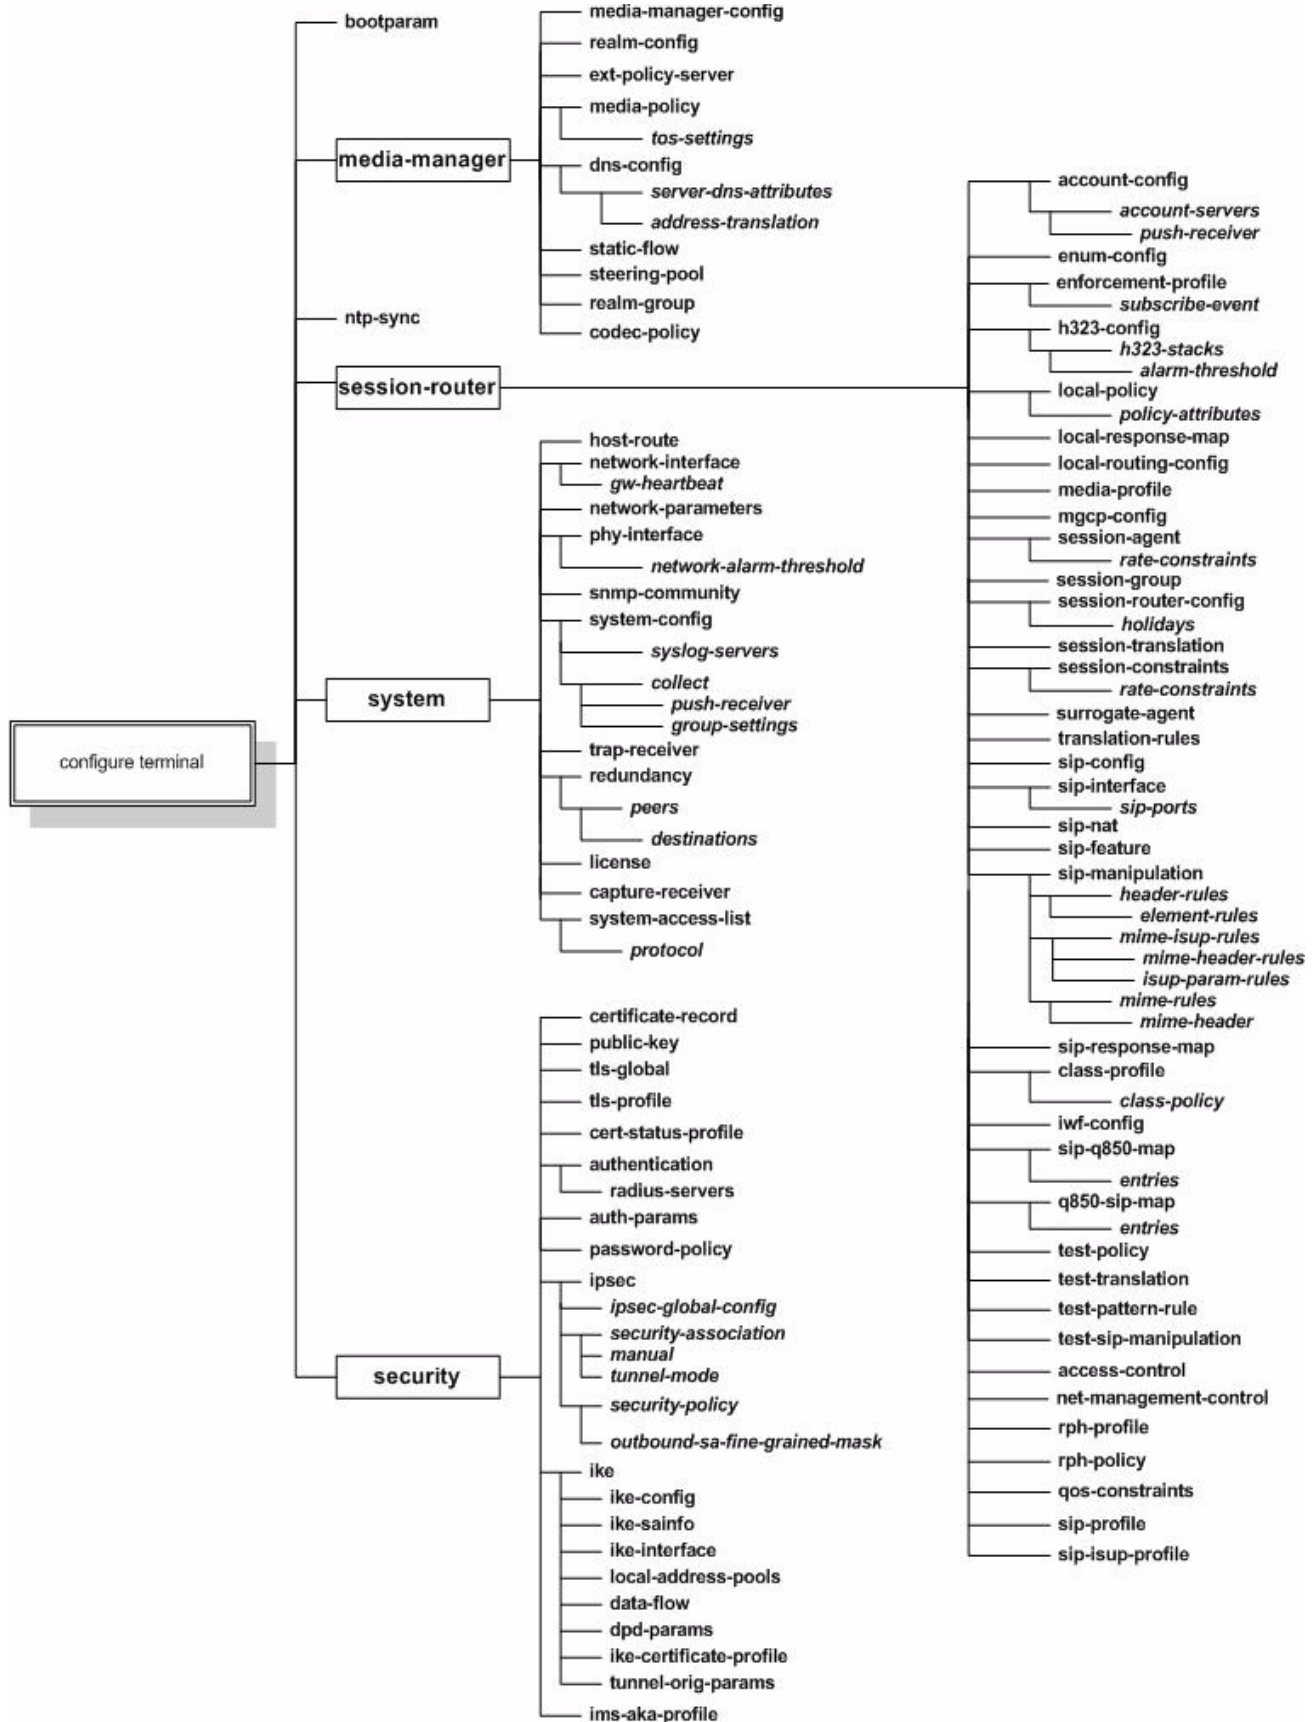 configure terminal
bootparam
media-manager
media-manager-config
realm-config
ext-policy-server
media-policy
tos-settings
dns-config
server-dns-attributes
address-translation
static-flow
steering-pool
realm-group
codec-policy
ntp-sync
session-router
account-config
account-servers
push-receiver
enum-config
enforcement-profile
subscribe-event
h323-config
h323-stacks
alarm-threshold
local-policy
policy-attributes
local-response-map
local-routing-config
media-profile
mgcp-config
session-agent
rate-constraints
session-group
session-router-config
holidays
session-translation
session-constraints
rate-constraints
surrogate-agent
translation-rules
sip-config
sip-interface
sip-ports
sip-nat
sip-feature
sip-manipulation
header-rules
element-rules
mime-isup-rules
mime-header-rules
isup-param-rules
mime-rules
mime-header
sip-response-map
class-profile
class-policy
iwf-config
sip-q850-map
entries
q850-sip-map
entries
test-policy
test-translation
test-pattern-rule
test-sip-manipulation
access-control
net-management-control
rph-profile
rph-policy
qos-constraints
sip-profile
sip-isup-profile
system
host-route
network-interface
gw-heartbeat
network-parameters
phy-interface
network-alarm-threshold
snmp-community
system-config
syslog-servers
collect
push-receiver
group-settings
trap-receiver
redundancy
peers
destinations
license
capture-receiver
system-access-list
protocol
security
certificate-record
public-key
tls-global
tls-profile
cert-status-profile
authentication
radius-servers
auth-params
password-policy
ipsec
ipsec-global-config
security-association
manual
tunnel-mode
security-policy
outbound-sa-fine-grained-mask
ike
ike-config
ike-sainfo
ike-interface
local-address-pools
data-flow
dpd-params
ike-certificate-profile
tunnel-orig-params
ims-aka-profile